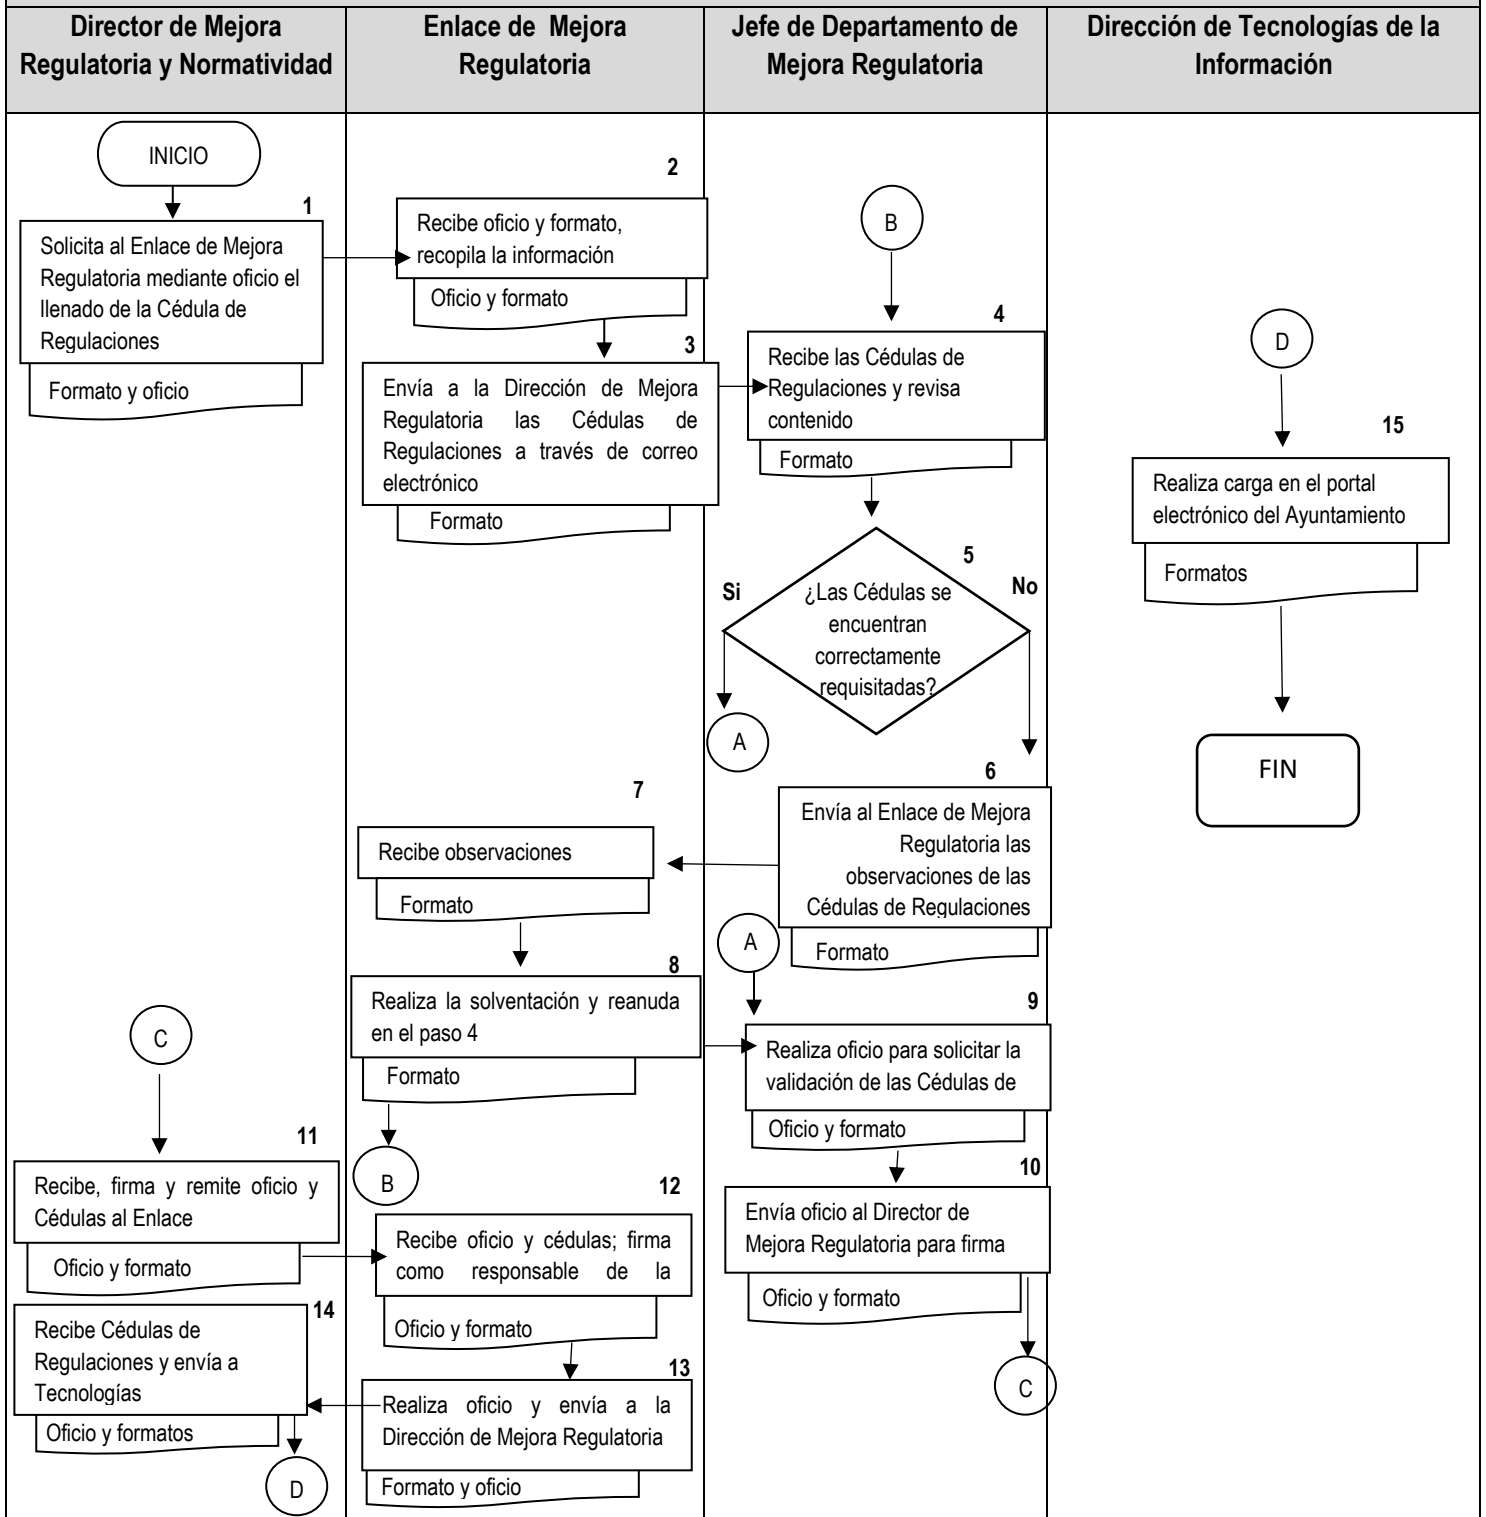 Director de Mejora
Regulatoria y Normatividad
Enlace de Mejora
Regulatoria
Jefe de Departamento de
Mejora Regulatoria
Dirección de Tecnologías de la
Información
INICIO
1
Solicita al Enlace de Mejora
Regulatoria mediante oficio el
llenado de la Cédula de
Regulaciones
Formato y oficio
2
Recibe oficio y formato,
recopila la información
Oficio y formato
3
Envía a la Dirección de Mejora
Regulatoria las Cédulas de
Regulaciones a través de correo
electrónico
Formato
B
4
Recibe las Cédulas de
Regulaciones y revisa
contenido
Formato
5
Si
No
¿Las Cédulas se
encuentran
correctamente
requisitadas?
A
6
Envía al Enlace de Mejora
Regulatoria las
observaciones de las
Cédulas de Regulaciones
Formato
7
Recibe observaciones
Formato
8
Realiza la solventación y reanuda
en el paso 4
Formato
B
A
9
Realiza oficio para solicitar la
validación de las Cédulas de
Oficio y formato
10
Envía oficio al Director de
Mejora Regulatoria para firma
Oficio y formato
C
C
11
Recibe, firma y remite oficio y
Cédulas al Enlace
Oficio y formato
12
Recibe oficio y cédulas; firma
como responsable de la
Oficio y formato
13
Realiza oficio y envía a la
Dirección de Mejora Regulatoria
Formato y oficio
14
Recibe Cédulas de
Regulaciones y envía a
Tecnologías
Oficio y formatos
D
D
15
Realiza carga en el portal
electrónico del Ayuntamiento
Formatos
FIN